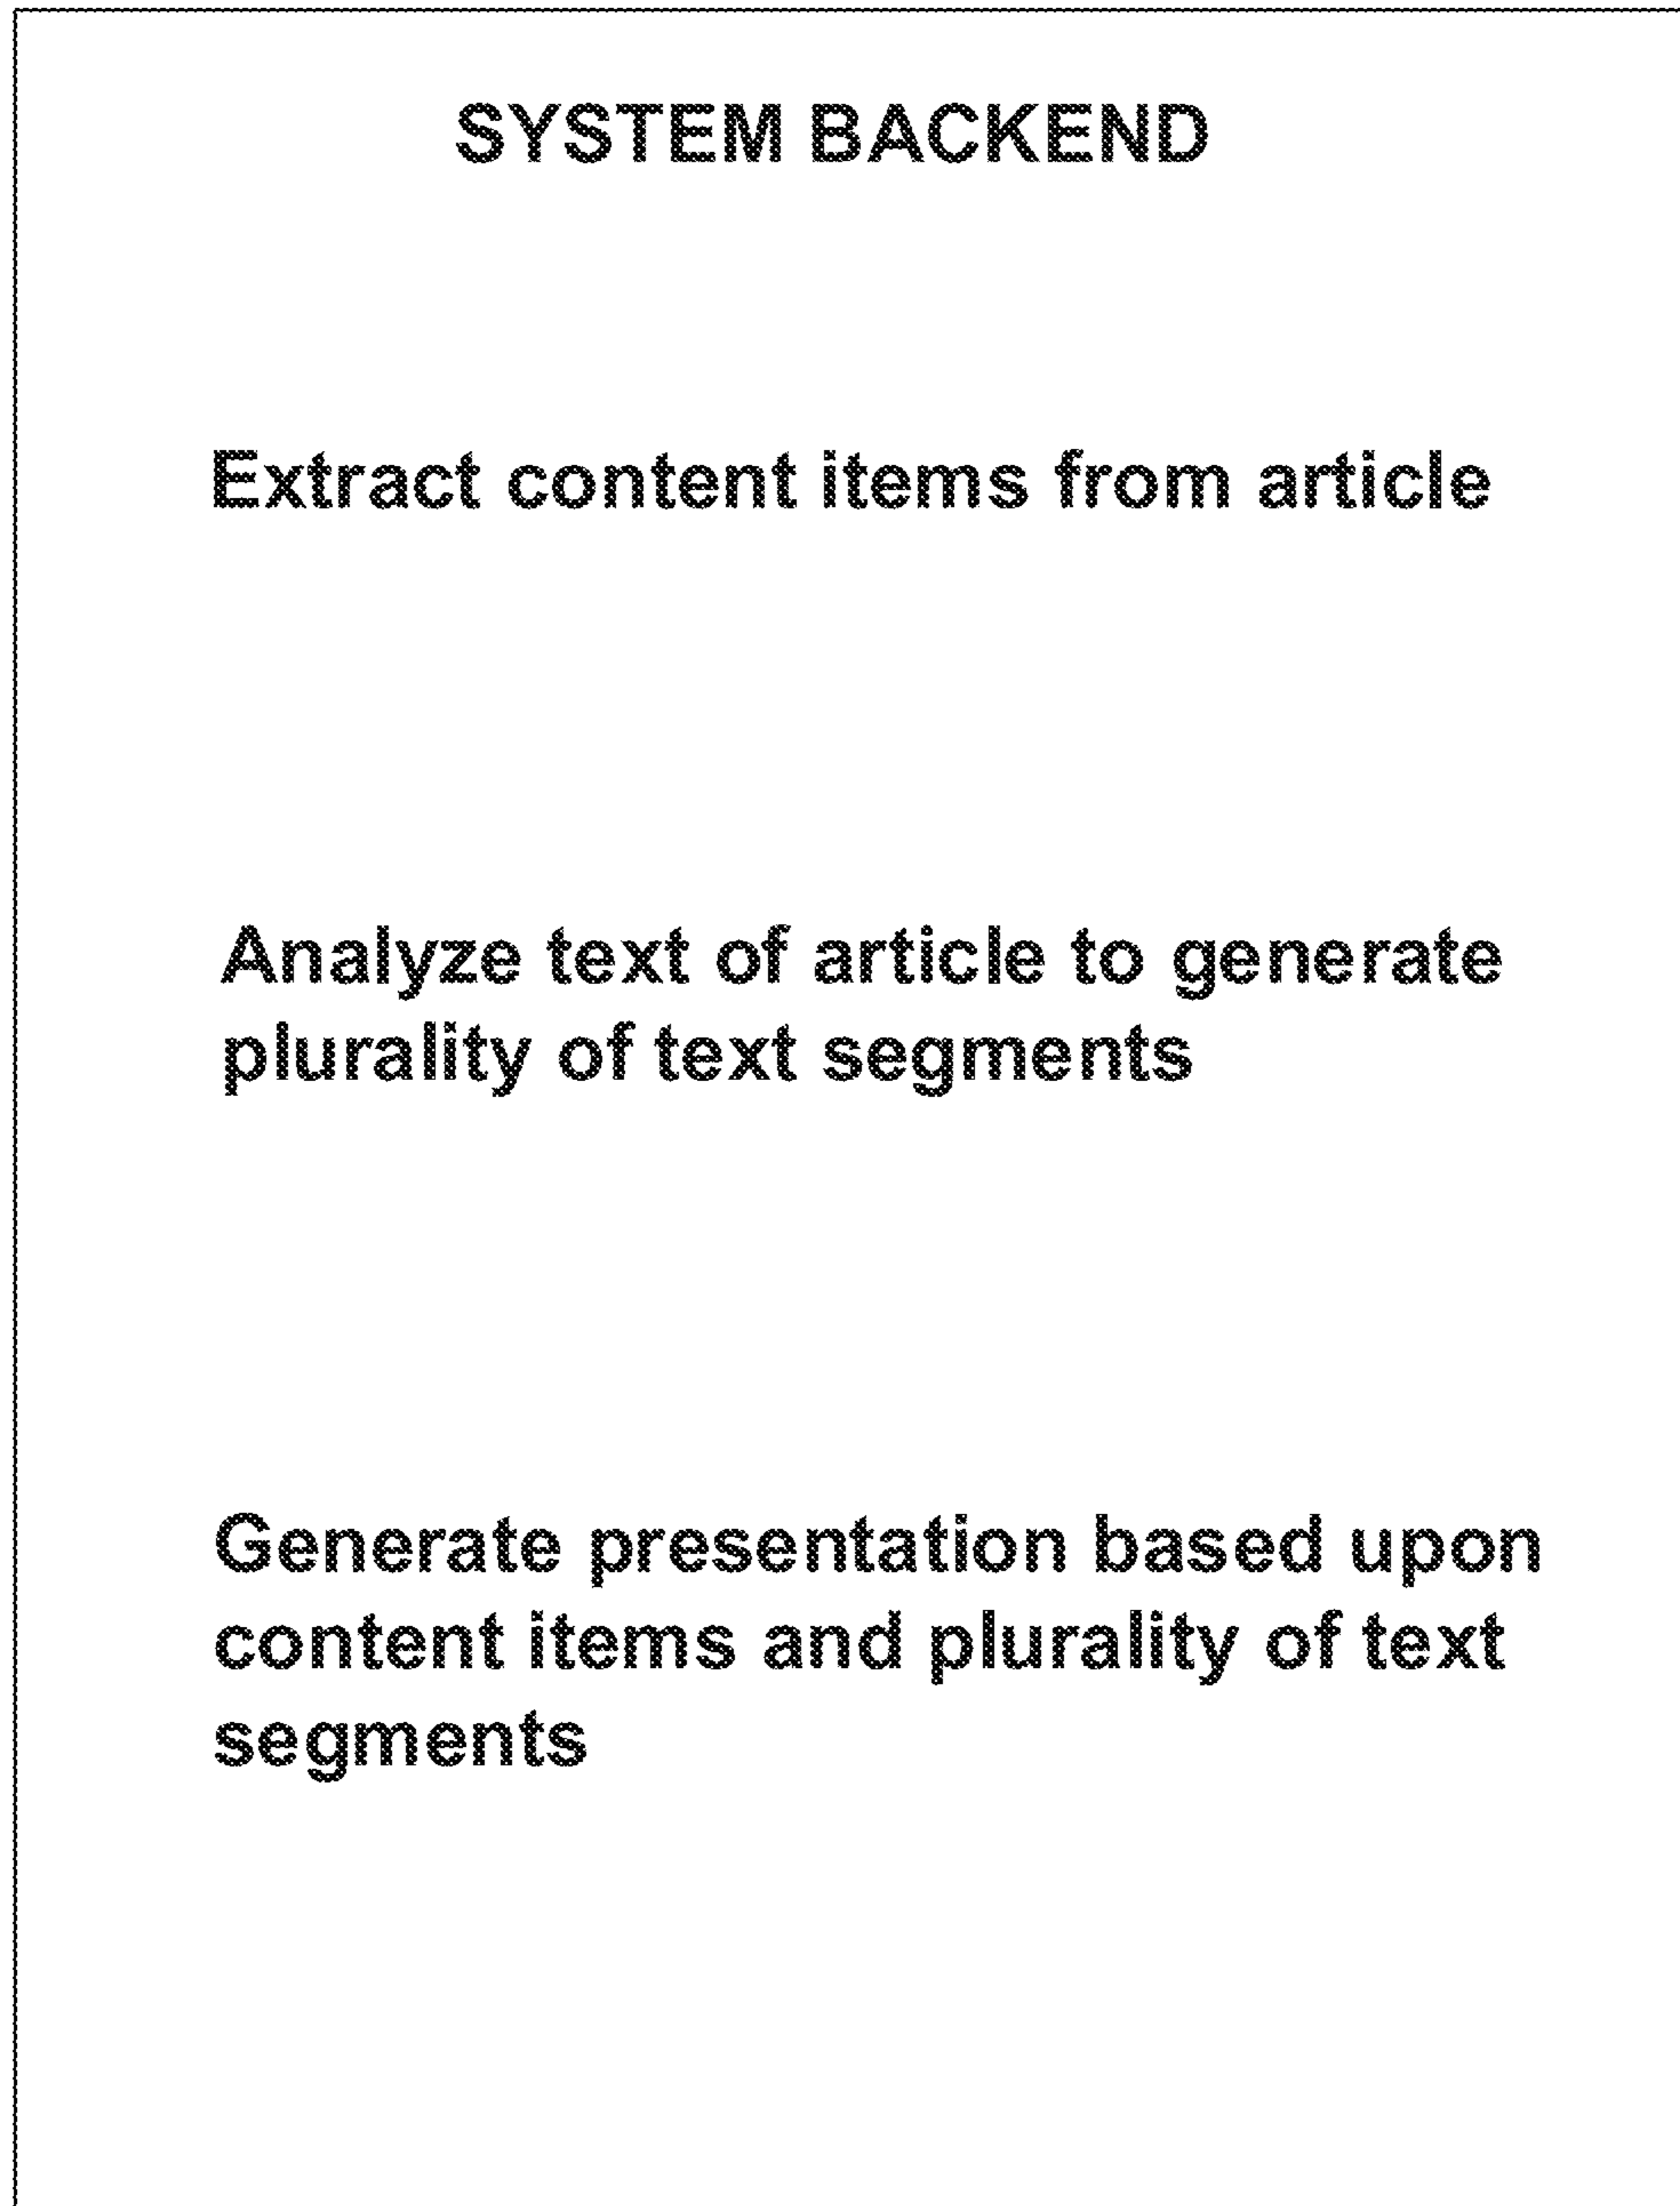 SYSTEM BACKEND
Extract content items from article
Analyze text of article to generate
plurality of text segments
Generate presentation based upon
content items and plurality of text
segments